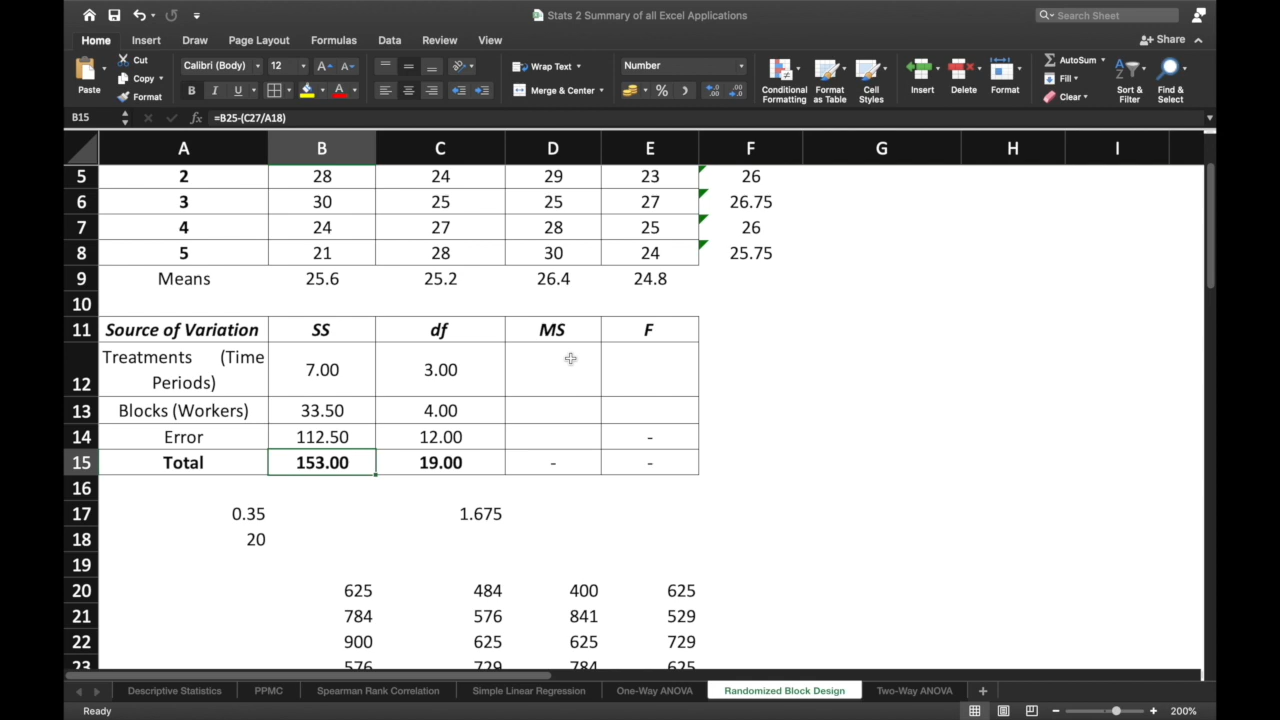 Stats 2 Summary of all Excel Applications
Search Sheet
Home Insert Draw Page Layout Formulas Data Review View
Share
Paste
Cut
Copy
Format
Calibri (Body) 12
B I U
Wrap Text
Merge & Center
Number
Conditional Formatting
Format as Table
Cell Styles
Insert
Delete
Format
AutoSum
Fill
Clear
Sort & Filter
Find & Select
B15 fx =B25-(C27/A18)
A B C D E F G H I
5 2 28 24 29 23 26
6 3 30 25 25 27 26.75
7 4 24 27 28 25 26
8 5 21 28 30 24 25.75
9 Means 25.6 25.2 26.4 24.8
10
11 Source of Variation SS df MS F
12 Treatments (Time Periods) 7.00 3.00
13 Blocks (Workers) 33.50 4.00
14 Error 112.50 12.00 -
15 Total 153.00 19.00 - -
16
17 0.35 1.675
18 20
19
20 625 484 400 625
21 784 576 841 529
22 900 625 625 729
23 576 729 784 625
Descriptive Statistics PPMC Spearman Rank Correlation Simple Linear Regression One-Way ANOVA Randomized Block Design Two-Way ANOVA +
Ready
200%